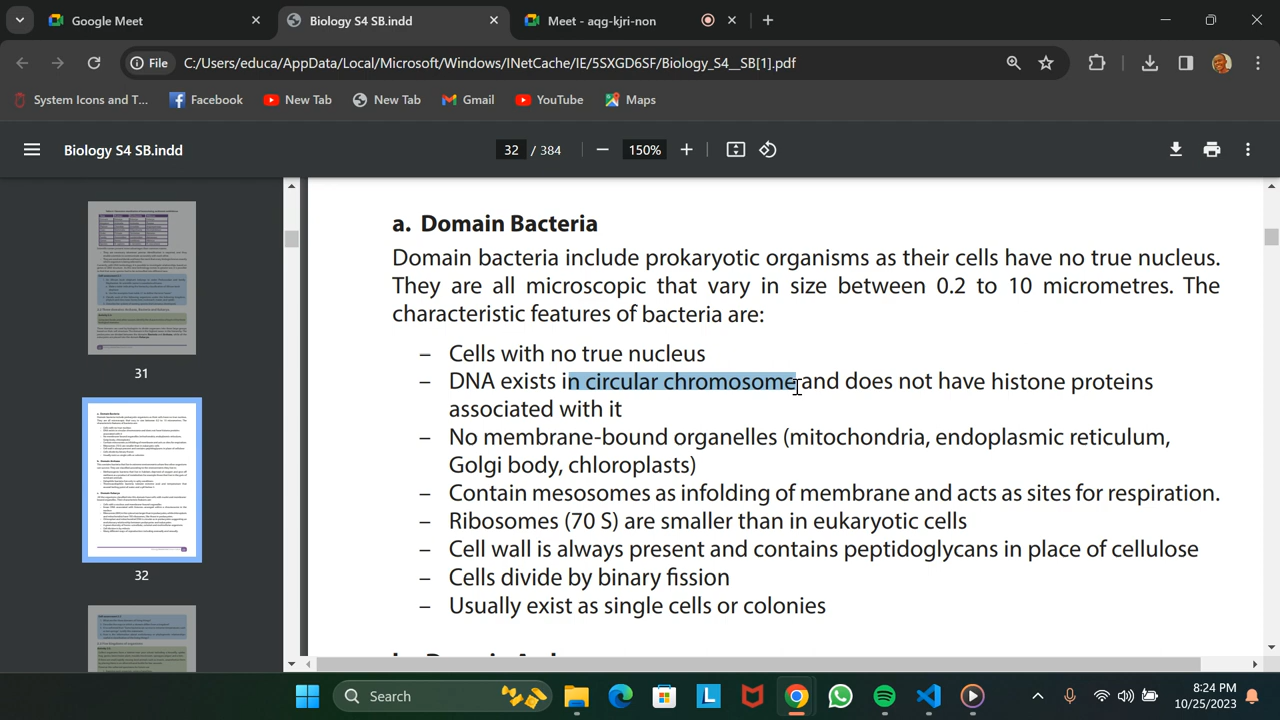 Google Meet
Biology S4 SB.indd
Meet - aqg-kjri-non
File
C:/Users/educa/AppData/Local/Microsoft/Windows/INetCache/IE/5SXGD6SF/Biology_S4__SB[1].pdf
System Icons and T...
Facebook
New Tab
New Tab
Gmail
YouTube
Maps
Biology S4 SB.indd
32 / 384
150%
31
32
a. Domain Bacteria
Domain bacteria include prokaryotic organisms as their cells have no true nucleus.
They are all microscopic that vary in size between 0.2 to 10 micrometres. The
characteristic features of bacteria are:
– Cells with no true nucleus
– DNA exists in circular chromosome and does not have histone proteins
associated with it
– No membrane-bound organelles (mitochondria, endoplasmic reticulum,
Golgi body, chloroplasts)
– Contain mesosomes as infolding of membrane and acts as sites for respiration.
– Ribosomes (70 S) are smaller than in eukaryotic cells
– Cell wall is always present and contains peptidoglycans in place of cellulose
– Cells divide by binary fission
– Usually exist as single cells or colonies
Search
8:24 PM
10/25/2023